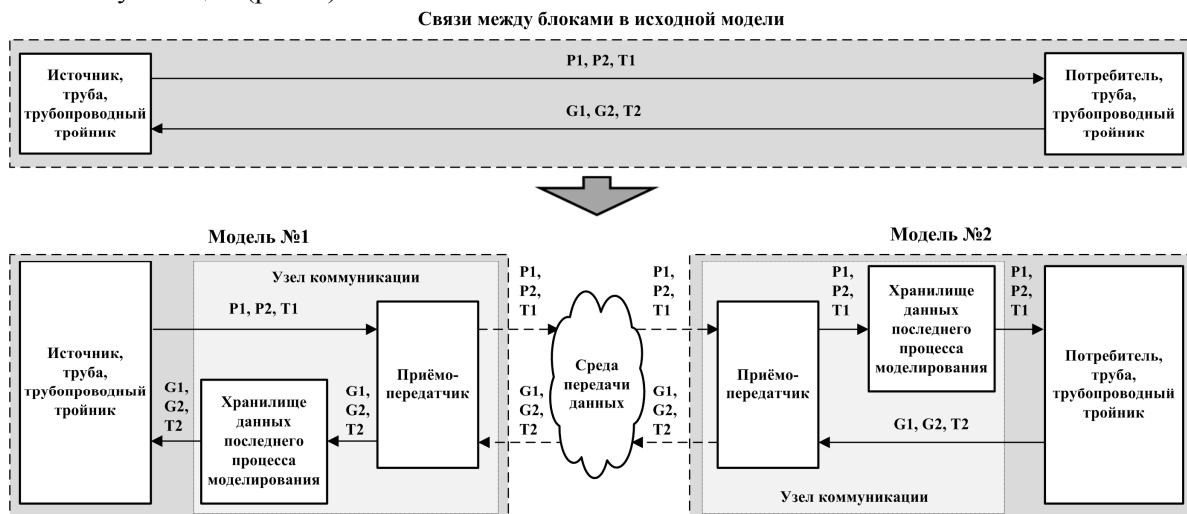 Связи между блоками в исходной модели
Источник,
труба,
трубопроводный
тройник
P1, P2, T1
G1, G2, T2
Потребитель,
труба,
трубопроводный
тройник
Модель №1
Узел коммуникации
Источник,
труба,
трубопроводный
тройник
P1, P2, T1
G1,
G2,
T2
Хранилище
данных
последнего
процесса
моделирования
G1,
G2,
T2
Приёмо-
передатчик
P1,
P2,
T1
G1,
G2,
T2
Среда
передачи
данных
P1,
P2,
T1
G1,
G2,
T2
Модель №2
Приёмо-
передатчик
P1,
P2,
T1
Хранилище
данных
последнего
процесса
моделирования
P1,
P2,
T1
G1, G2, T2
Потребитель,
труба,
трубопроводный
тройник
Узел коммуникации